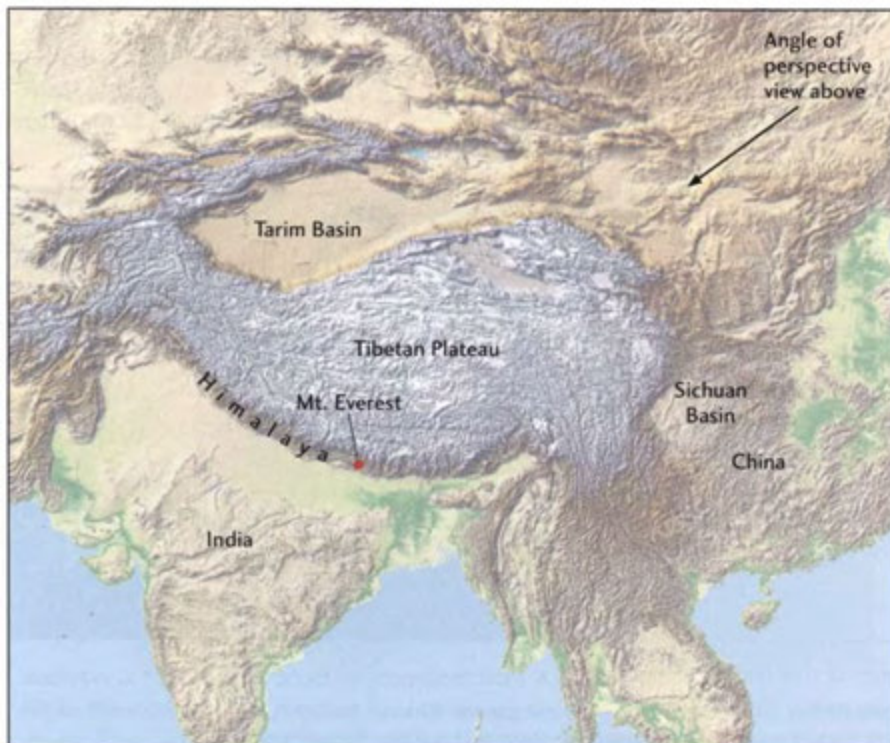 Angle of
perspective
view above
Tarim Basin
Tibetan Plateau
Himalaya
Mt. Everest
Sichuan
Basin
China
India